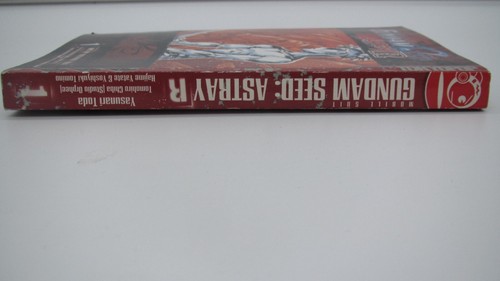 MOBILE SUIT
GUNDAM SEED: ASTRAY R
Yasunari Toda
Tomohiro Chiba (Studio Orphee)
Hajime Yatate & Yoshiyuki Tomino
1